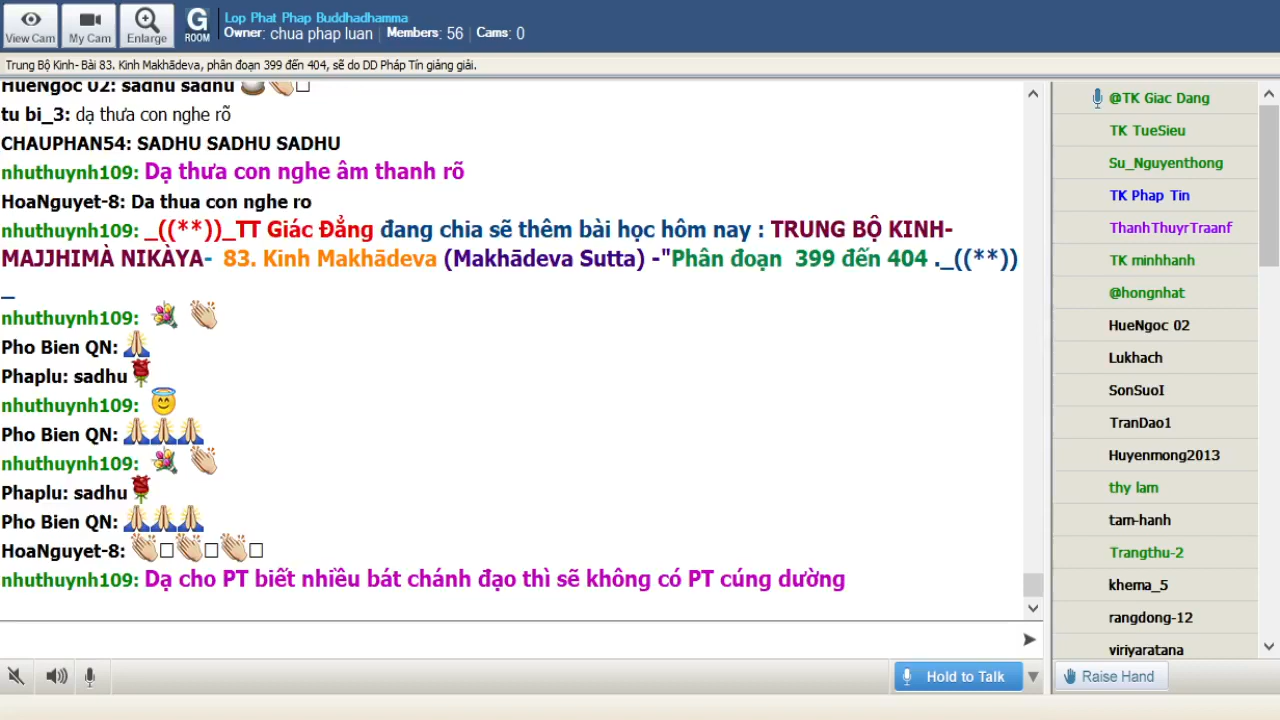 View Cam
My Cam
Enlarge
G
ROOM
Lop Phat Phap Buddhadhamma
Owner: chua phap luan | Members: 56 | Cams: 0
Trung Bộ Kinh- Bài 83. Kinh Makhādeva, phân đoạn 399 đến 404, sẽ do DD Pháp Tín giảng giải.
HueNgoc 02: sadhu sadhu
tu bi_3: dạ thưa con nghe rõ
CHAUPHAN54: SADHU SADHU SADHU
nhuthuynh109: Dạ thưa con nghe âm thanh rõ
HoaNguyet-8: Da thua con nghe ro
nhuthuynh109: _((**))_TT Giác Đẳng đang chia sẽ thêm bài học hôm nay : TRUNG BỘ KINH-
MAJJHIMÀ NIKÀYA- 83. Kinh Makhādeva (Makhādeva Sutta) -"Phân đoạn 399 đến 404 ._((**))
_
nhuthuynh109:
Pho Bien QN:
Phaplu: sadhu
nhuthuynh109:
Pho Bien QN:
nhuthuynh109:
Phaplu: sadhu
Pho Bien QN:
HoaNguyet-8:
nhuthuynh109: Dạ cho PT biết nhiều bát chánh đạo thì sẽ không có PT cúng dường
@TK Giac Dang
TK TueSieu
Su_Nguyenthong
TK Phap Tin
ThanhThuyrTraanf
TK minhhanh
@hongnhat
HueNgoc 02
Lukhach
SonSuoI
TranDao1
Huyenmong2013
thy lam
tam-hanh
Trangthu-2
khema_5
rangdong-12
viriyaratana
Hold to Talk
Raise Hand